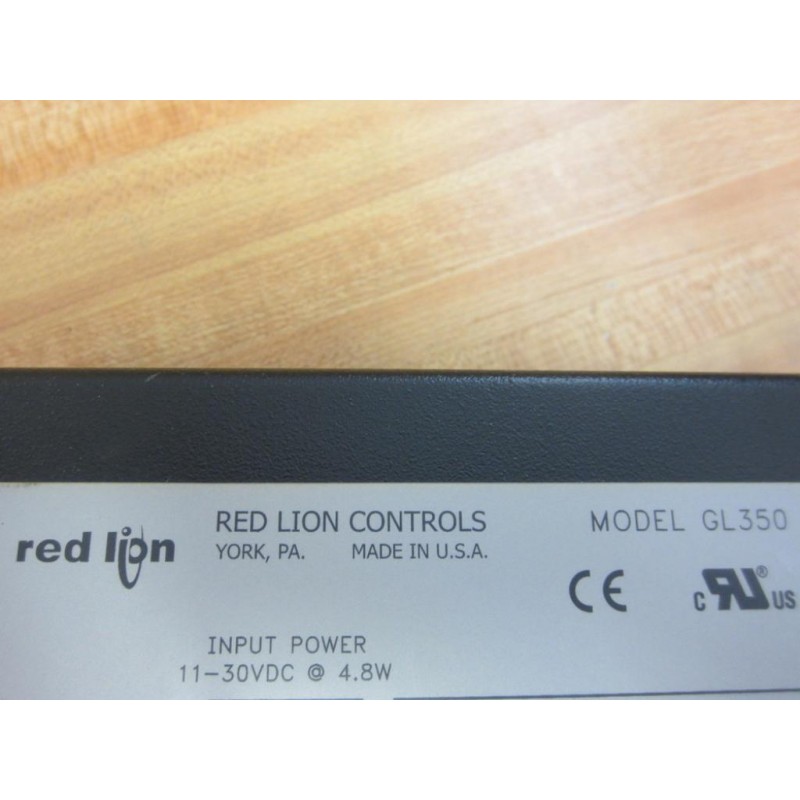 red lion
RED LION CONTROLS
YORK, PA. MADE IN U.S.A.
MODEL GL350
CE
C RU ® US
INPUT POWER
11-30VDC @ 4.8W